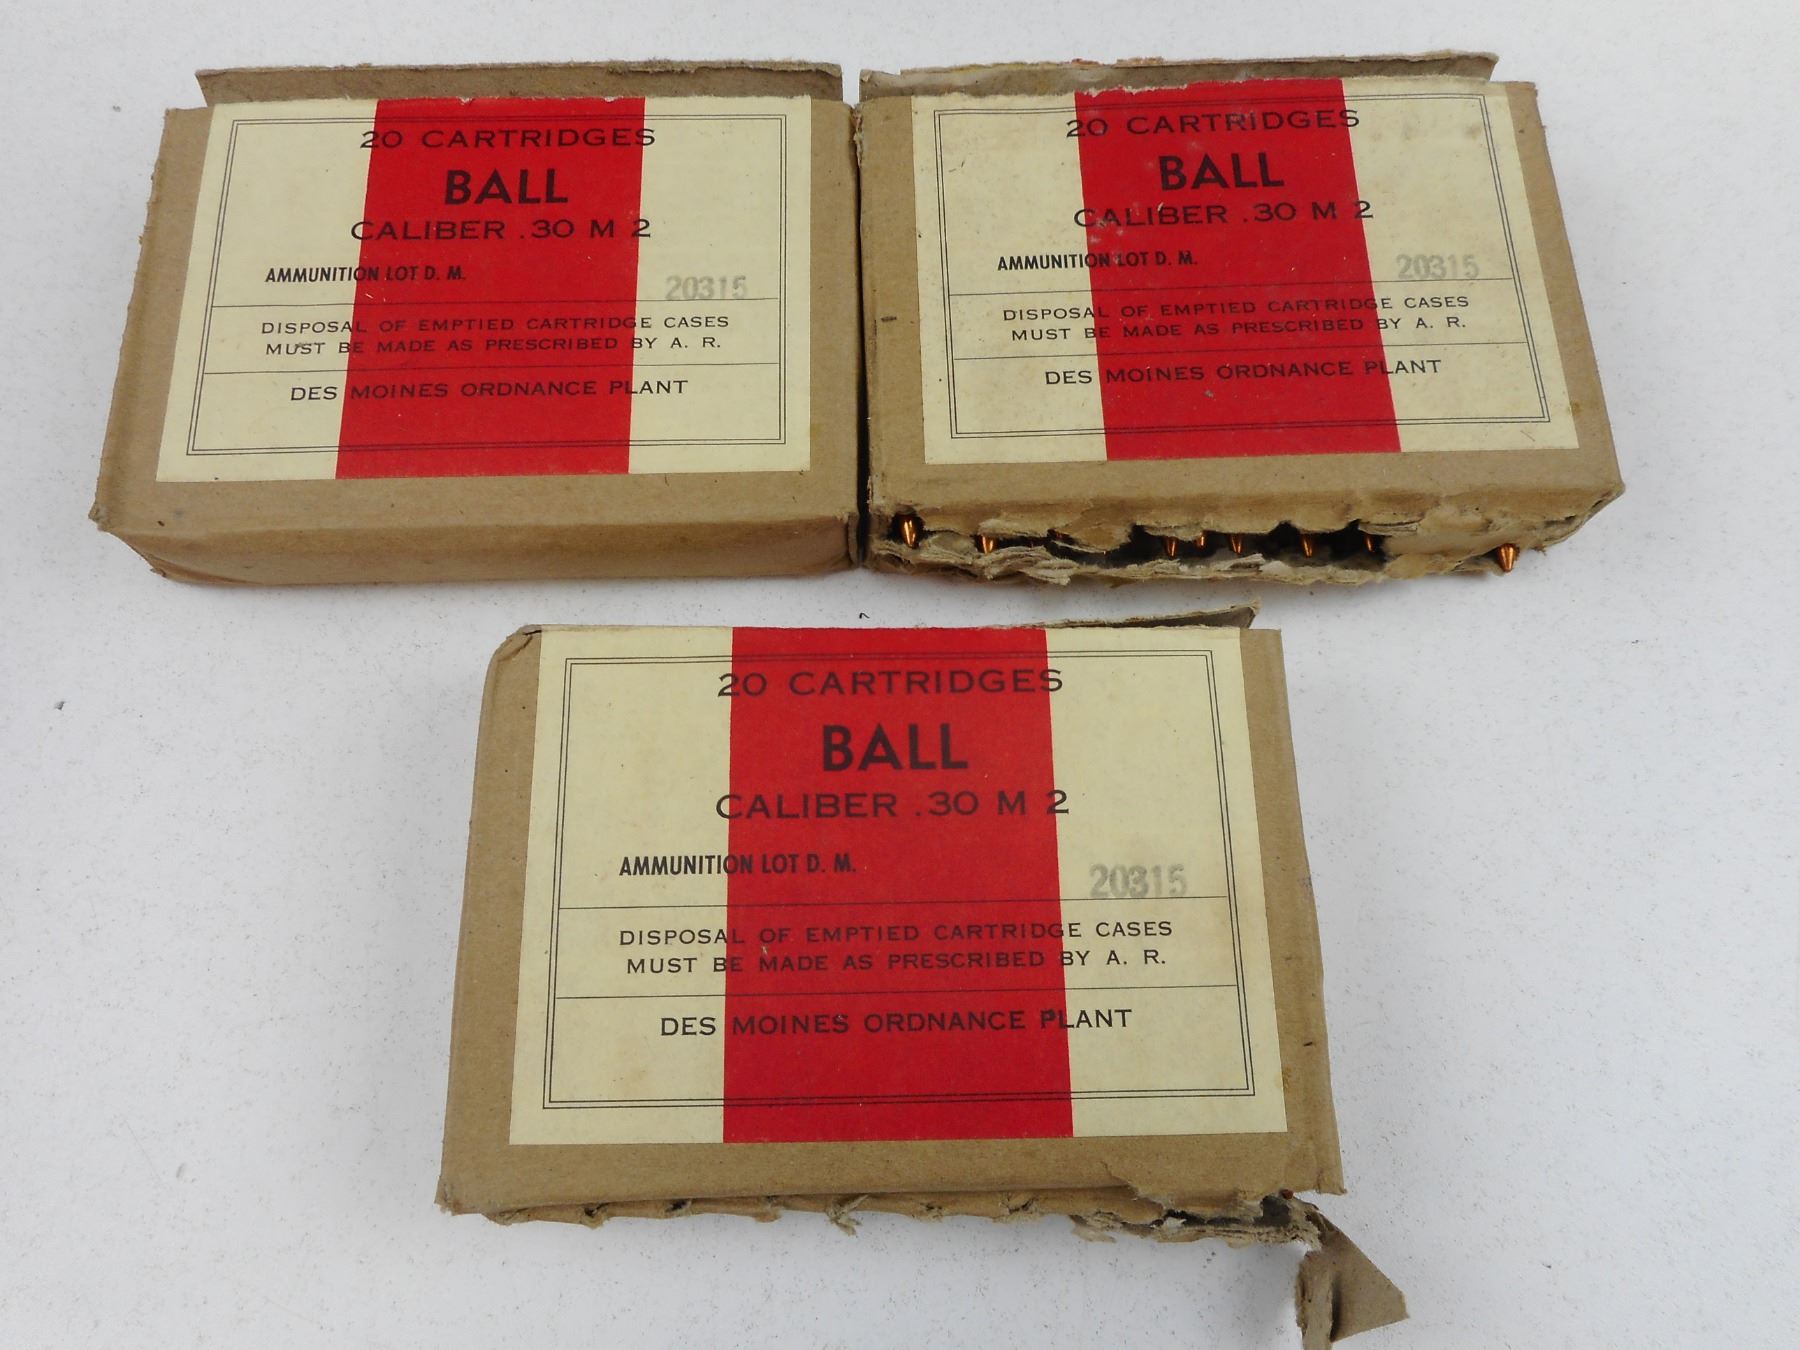 20 CARTRIDGES
BALL
CALIBER .30 M 2
AMMUNITION LOT D. M. 20315
DISPOSAL OF EMPTIED CARTRIDGE CASES
MUST BE MADE AS PRESCRIBED BY A. R.
DES MOINES ORDNANCE PLANT
20 CARTRIDGES
BALL
CALIBER .30 M 2
AMMUNITION LOT D. M. 20315
DISPOSAL OF EMPTIED CARTRIDGE CASES
MUST BE MADE AS PRESCRIBED BY A. R.
DES MOINES ORDNANCE PLANT
20 CARTRIDGES
BALL
CALIBER .30 M 2
AMMUNITION LOT D. M. 20315
DISPOSAL OF EMPTIED CARTRIDGE CASES
MUST BE MADE AS PRESCRIBED BY A. R.
DES MOINES ORDNANCE PLANT